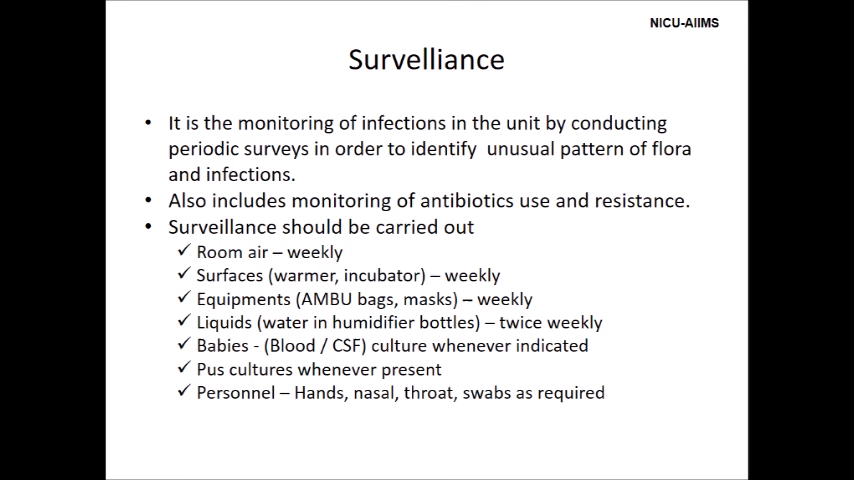 NICU-AIIMS
Survelliance
• It is the monitoring of infections in the unit by conducting
periodic surveys in order to identify unusual pattern of flora
and infections.
• Also includes monitoring of antibiotics use and resistance.
• Surveillance should be carried out
✓ Room air – weekly
✓ Surfaces (warmer, incubator) – weekly
✓ Equipments (AMBU bags, masks) – weekly
✓ Liquids (water in humidifier bottles) – twice weekly
✓ Babies - (Blood / CSF) culture whenever indicated
✓ Pus cultures whenever present
✓ Personnel – Hands, nasal, throat, swabs as required